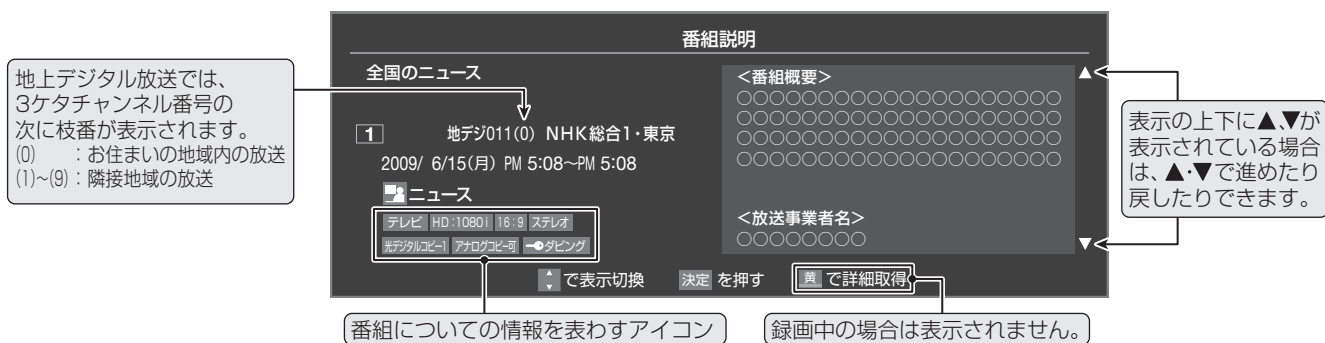 番組説明
地上デジタル放送では、
3ケタチャンネル番号の
次に枝番が表示されます。
(0) ：お住まいの地域内の放送
(1)~(9)：隣接地域の放送
全国のニュース
1 地デジ011(0) NHK総合1・東京
2009/ 6/15(月) PM 5:08～PM 5:08
ニュース
テレビ HD:1080i 16:9 ステレオ
光デジタルコピー1 アナログコピー可 ダビング
＜番組概要＞
○○○○○○○○○○○○○○○○○○○○
○○○○○○○○○○○○○○○○○○○○
○○○○○○○○○○○○○○○○○○○○
○○○○○○○○○○○○○○○○○○○○
＜放送事業者名＞
○○○○○○○○
▲
▼
表示の上下に▲、▼が
表示されている場合
は、▲・▼で進めたり
戻したりできます。
で表示切換 決定 を押す 黄 で詳細取得
番組についての情報を表わすアイコン
録画中の場合は表示されません。